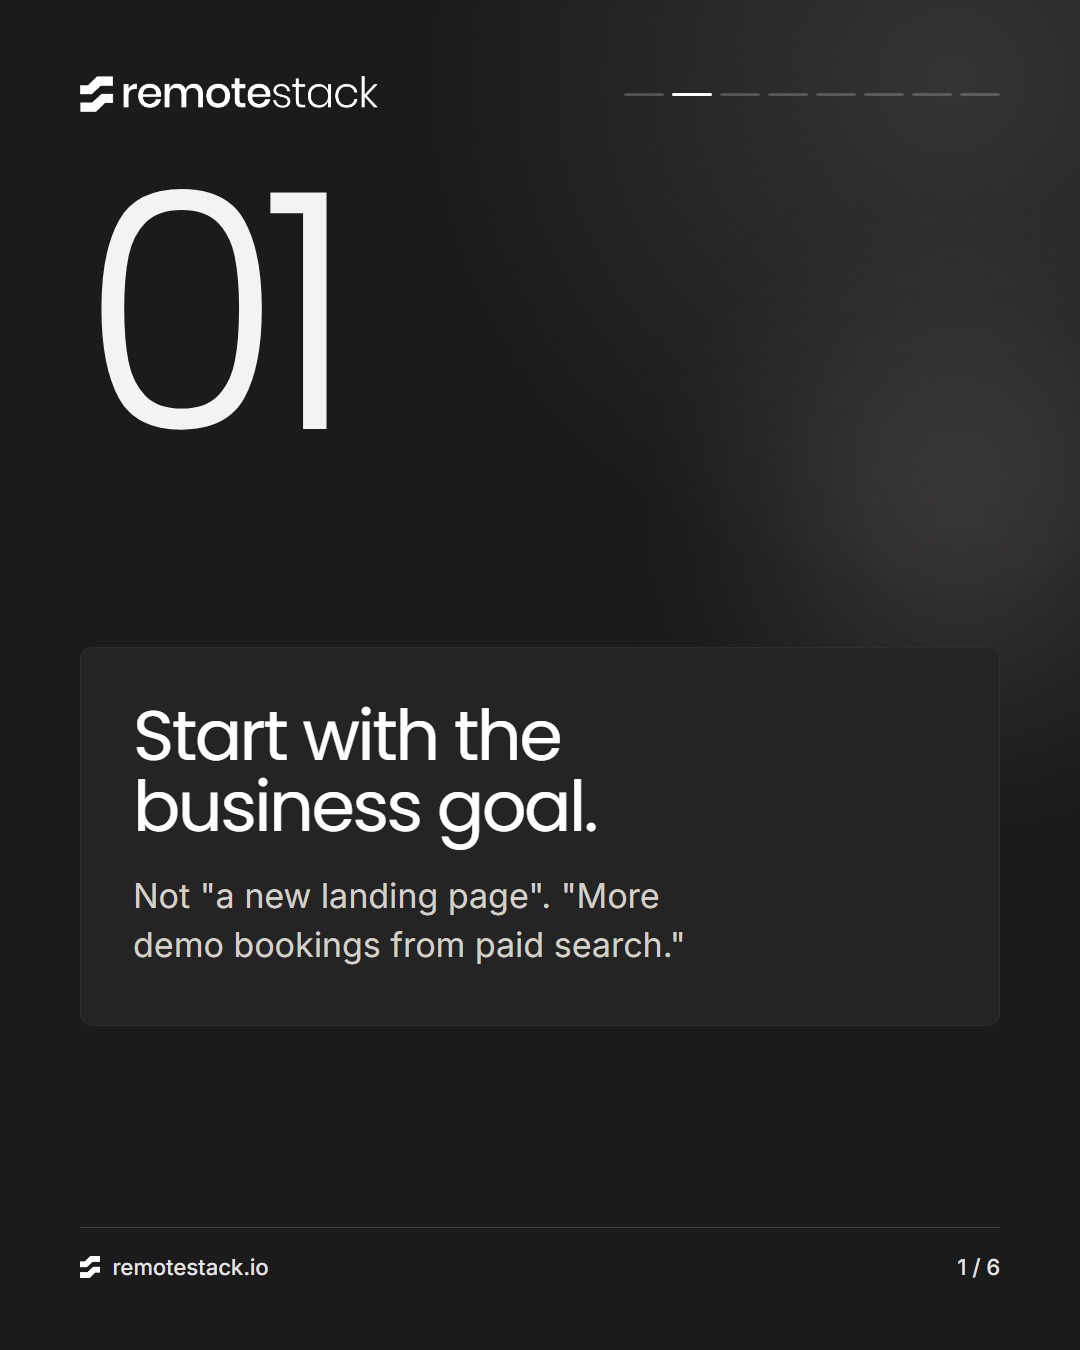 remotestack
01
Start with the
business goal.
Not "a new landing page". "More
demo bookings from paid search."
remotestack.io
1 / 6